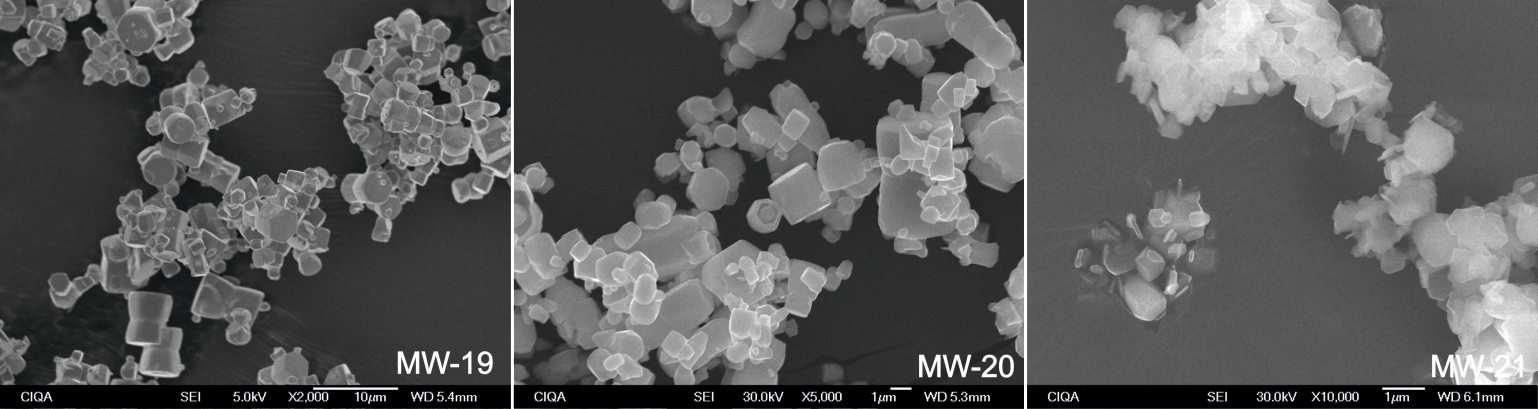 MW-19
CIQA SEI 5.0kV X2,000 10μm WD 5.4mm
MW-20
CIQA SEI 30.0kV X5,000 1μm WD 5.3mm
MW-21
CIQA SEI 30.0kV X10,000 1μm WD 6.1mm